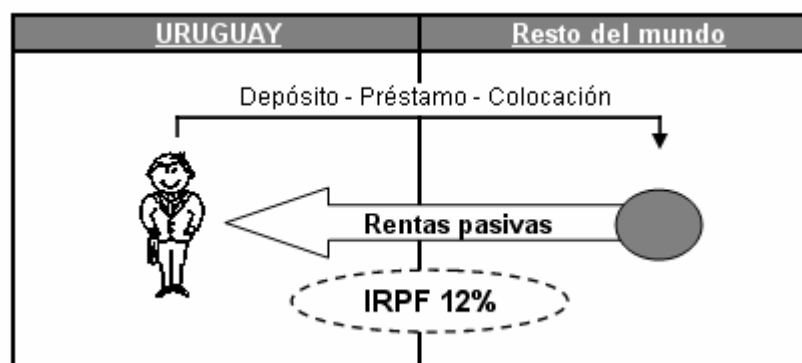 URUGUAY
Resto del mundo
Depósito - Préstamo - Colocación
Rentas pasivas
IRPF 12%